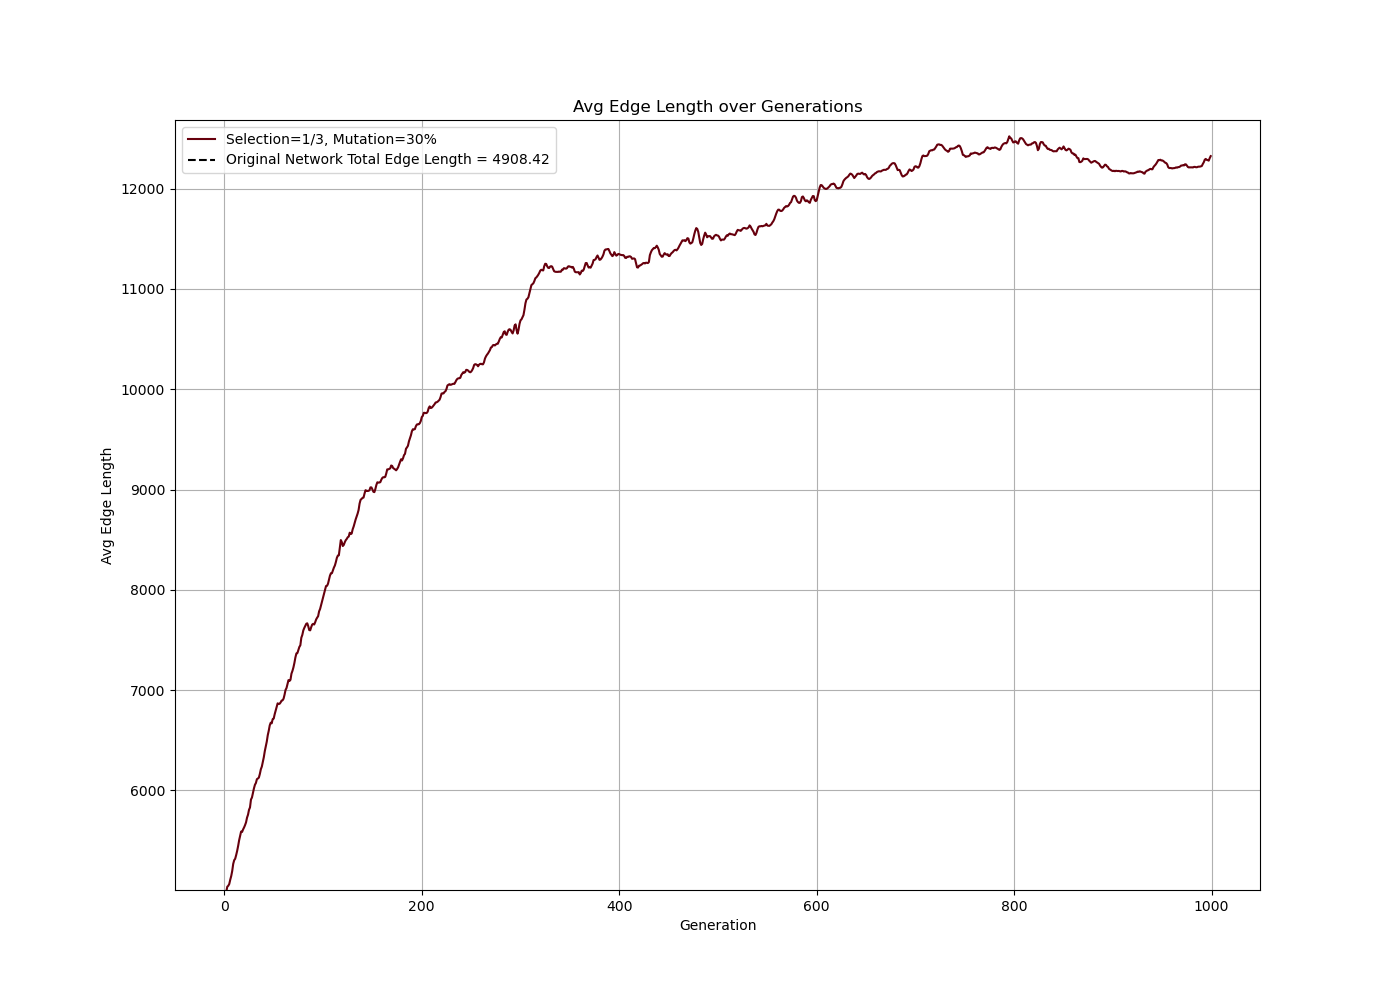 Avg Edge Length over Generations
Selection=1/3, Mutation=30%
Original Network Total Edge Length = 4908.42
12000
11000
10000
9000
8000
7000
6000
Avg Edge Length
0 200 400 600 800 1000
Generation